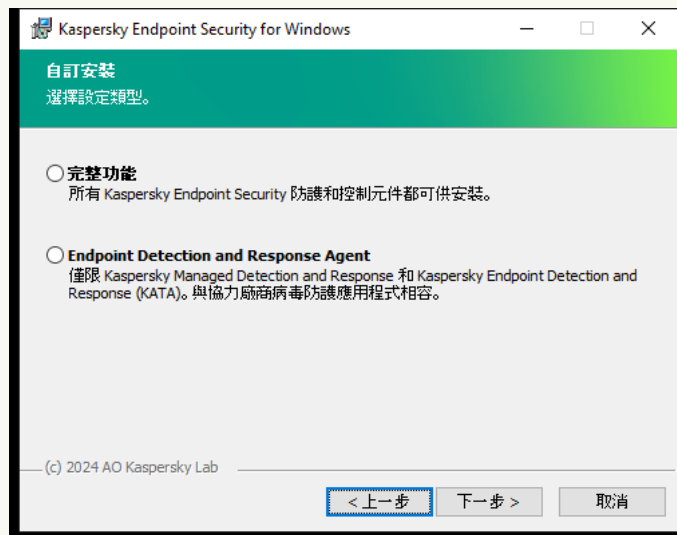 Kaspersky Endpoint Security for Windows
自訂安裝
選擇設定類型。
完整功能
所有 Kaspersky Endpoint Security 防護和控制元件都可供安裝。
Endpoint Detection and Response Agent
僅限 Kaspersky Managed Detection and Response 和 Kaspersky Endpoint Detection and
Response (KATA)。與協力廠商病毒防護應用程式相容。
(c) 2024 AO Kaspersky Lab
<上一步
下一步 >
取消